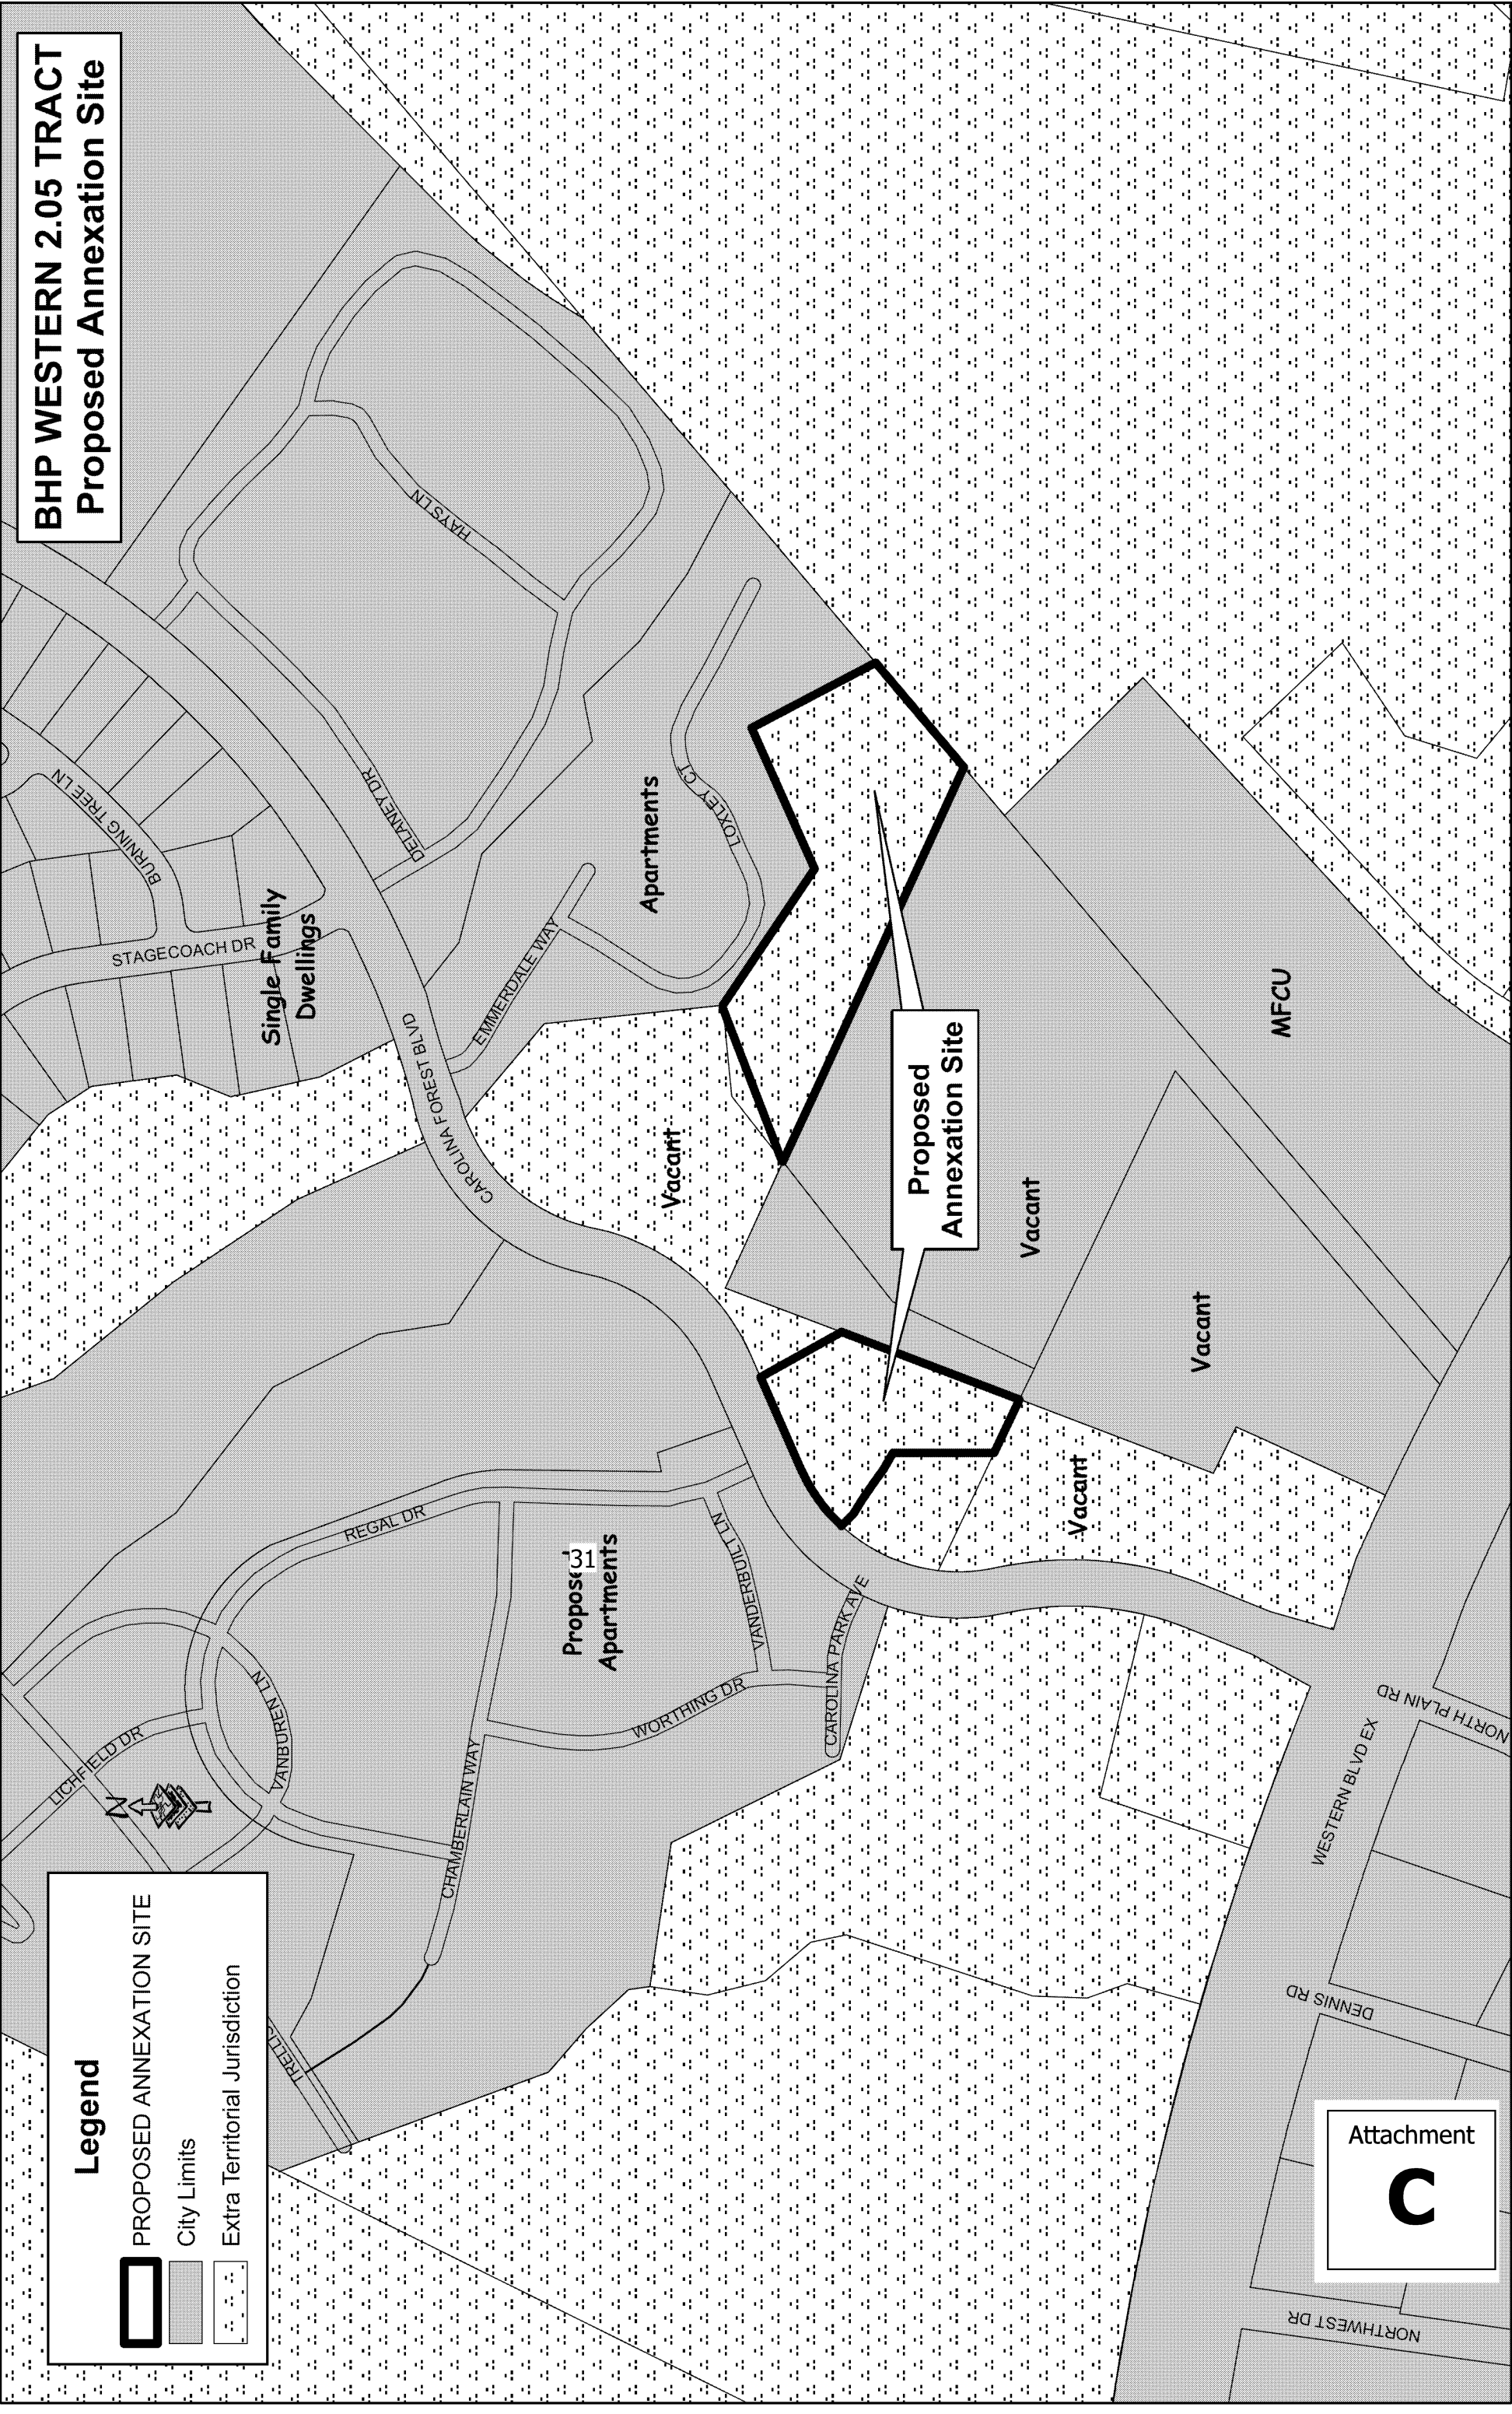 BHP WESTERN 2.05 TRACT
Proposed Annexation Site
Legend
PROPOSED ANNEXATION SITE
City Limits
Extra Territorial Jurisdiction
N
LICHFIELD DR
VANBUREN LN
REGAL DR
CHAMBERLAIN WAY
WORTHING DR
VANDERBUILT LN
CAROLINA PARK AVE
31
Apartments
STAGECOACH DR
BURNING TREE LN
Single Family
Dwellings
CAROLINA FOREST BLVD
DELANEY DR
HAYS LN
EMMERDALE WAY
LOXLEY CT
Apartments
Vacant
Proposed
Annexation Site
Vacant
Vacant
Vacant
MFCU
WESTERN BLVD EX
NORTH PLAIN RD
DENNIS RD
NORTHWEST DR
Attachment
C